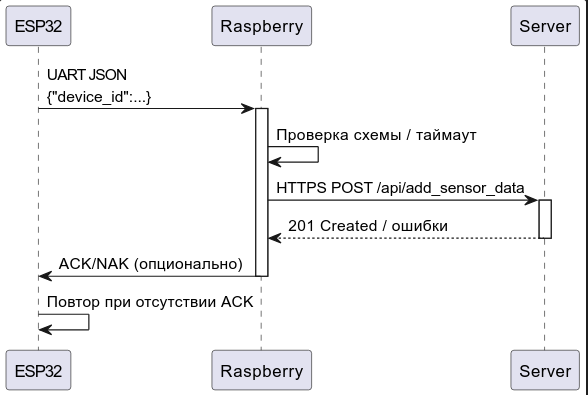 ESP32 Raspberry Server
UART JSON
{"device_id":...}
Проверка схемы / таймаут
HTTPS POST /api/add_sensor_data
201 Created / ошибки
ACK/NAK (опционально)
Повтор при отсутствии ACK
ESP32 Raspberry Server